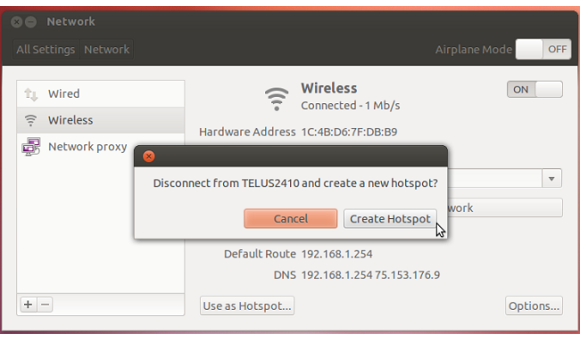 Network
All Settings Network
Airplane Mode OFF
Wired
Wireless
Network proxy
Wireless
Connected - 1 Mb/s
ON
Hardware Address 1C:4B:D6:7F:DB:B9
Disconnect from TELUS2410 and create a new hotspot?
Cancel
Create Hotspot
Default Route 192.168.1.254
DNS 192.168.1.254 75.153.176.9
Use as Hotspot...
Options...